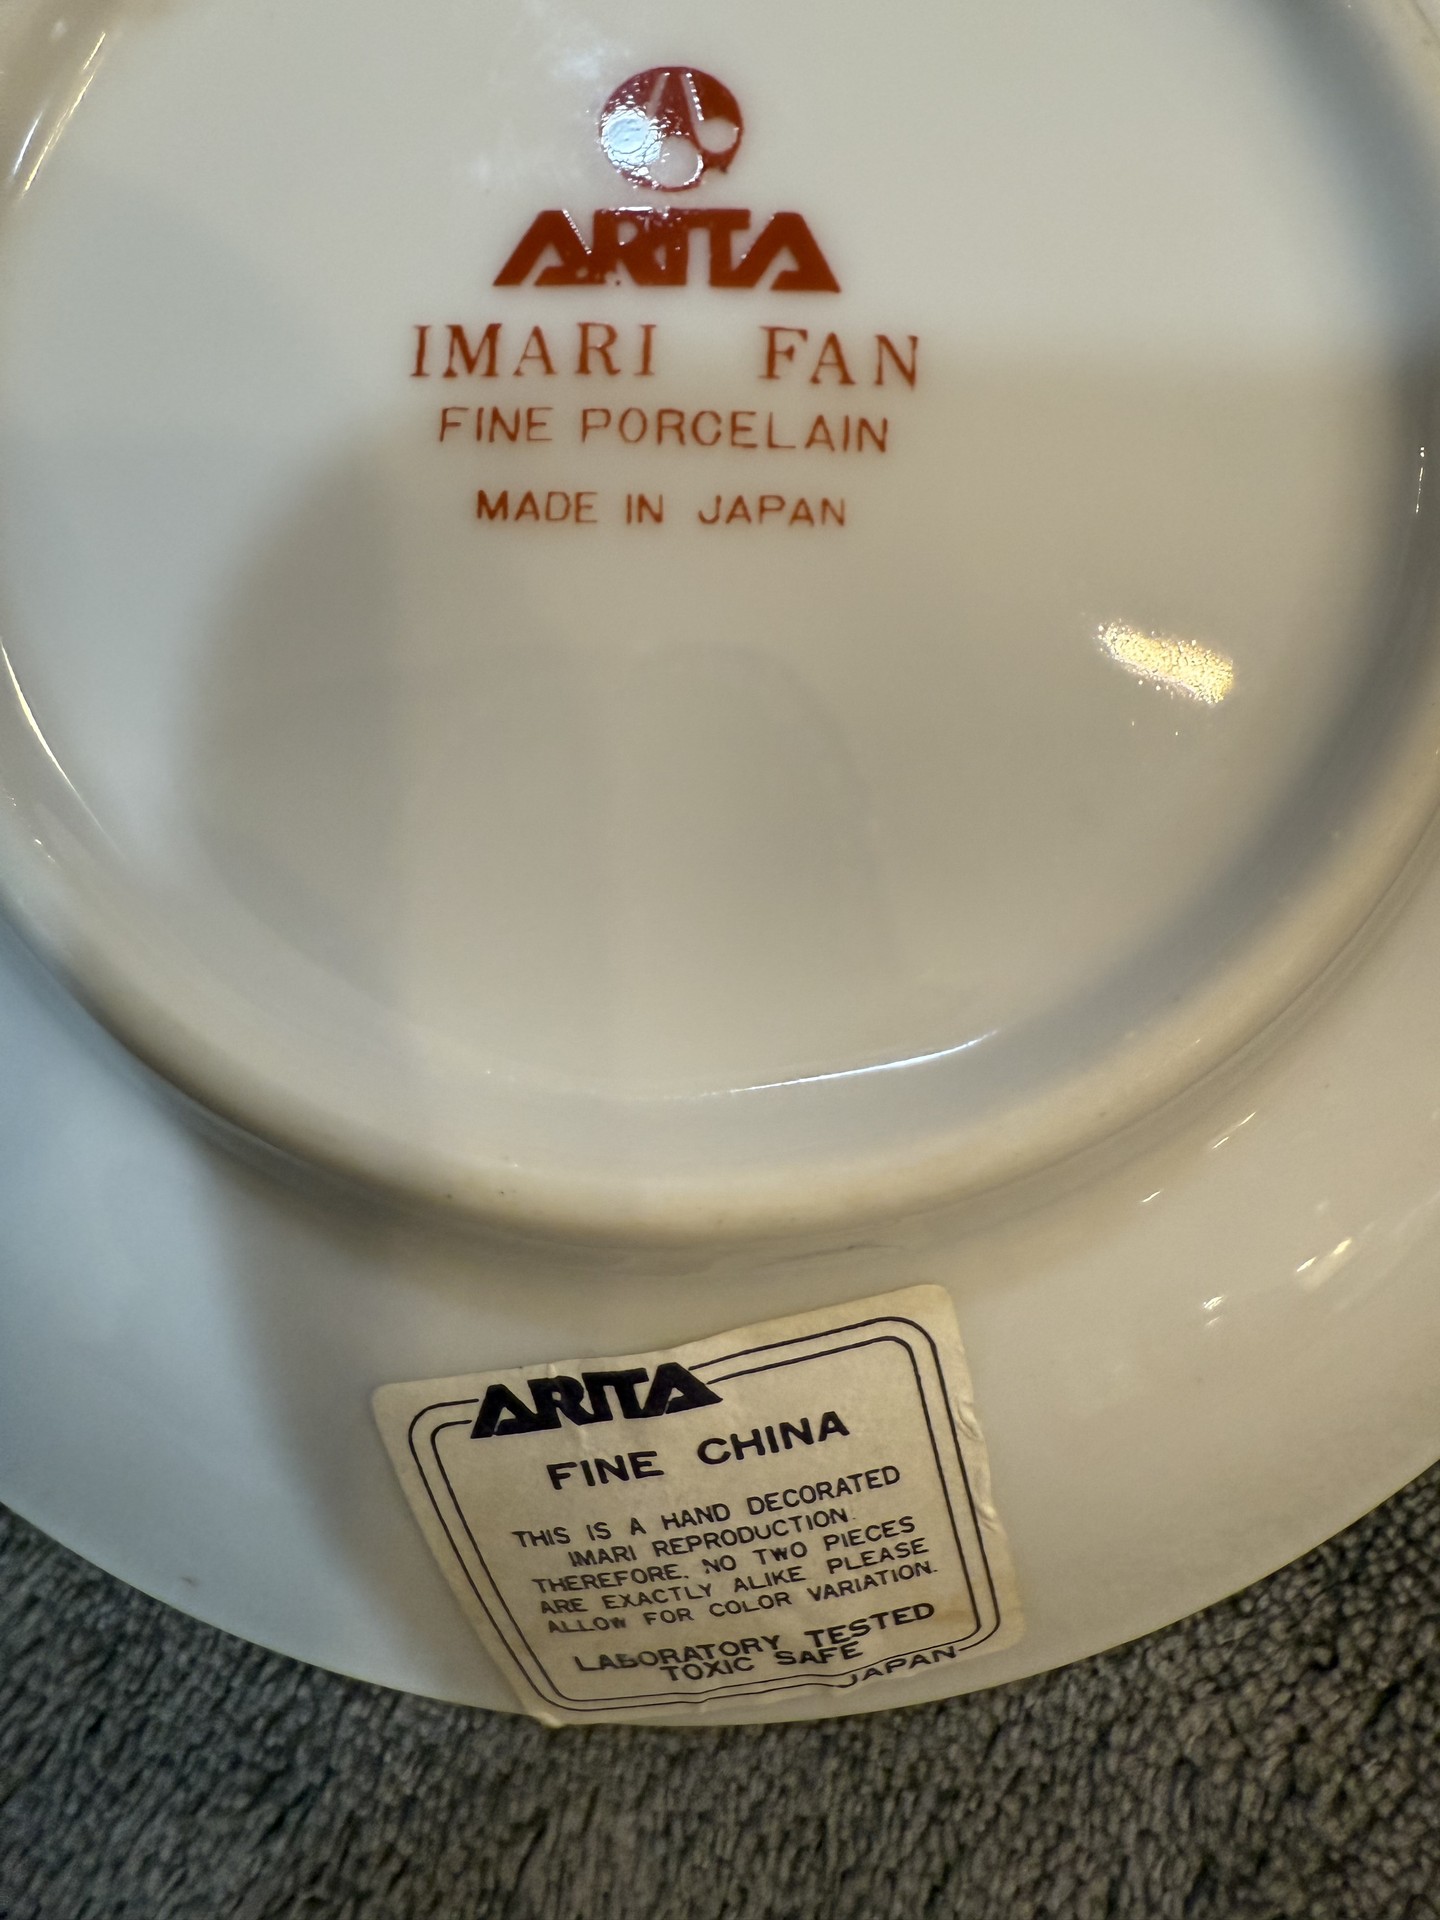 ARITA
IMARI FAN
FINE PORCELAIN
MADE IN JAPAN
ARITA
FINE CHINA
THIS IS A HAND DECORATED
IMARI REPRODUCTION.
THEREFORE. NO TWO PIECES
ARE EXACTLY ALIKE PLEASE
ALLOW FOR COLOR VARIATION.
LABORATORY TESTED
TOXIC SAFE
JAPAN